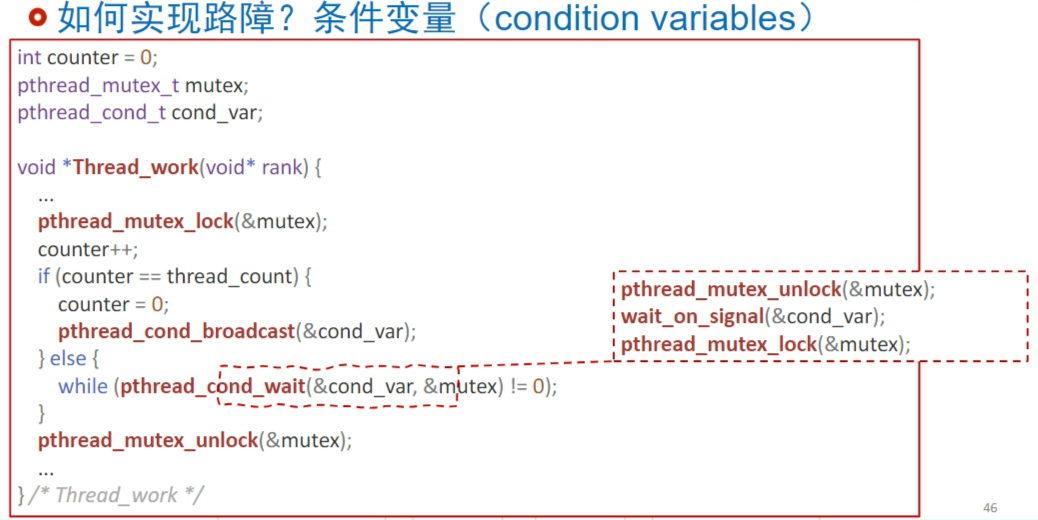 如何实现路障？条件变量（condition variables）
int counter = 0;
pthread_mutex_t mutex;
pthread_cond_t cond_var;
void *Thread_work(void* rank) {
...
pthread_mutex_lock(&mutex);
counter++;
if (counter == thread_count) {
counter = 0;
pthread_cond_broadcast(&cond_var);
} else {
while (pthread_cond_wait(&cond_var, &mutex) != 0);
}
pthread_mutex_unlock(&mutex);
...
} /* Thread_work */
pthread_mutex_unlock(&mutex);
wait_on_signal(&cond_var);
pthread_mutex_lock(&mutex);
46